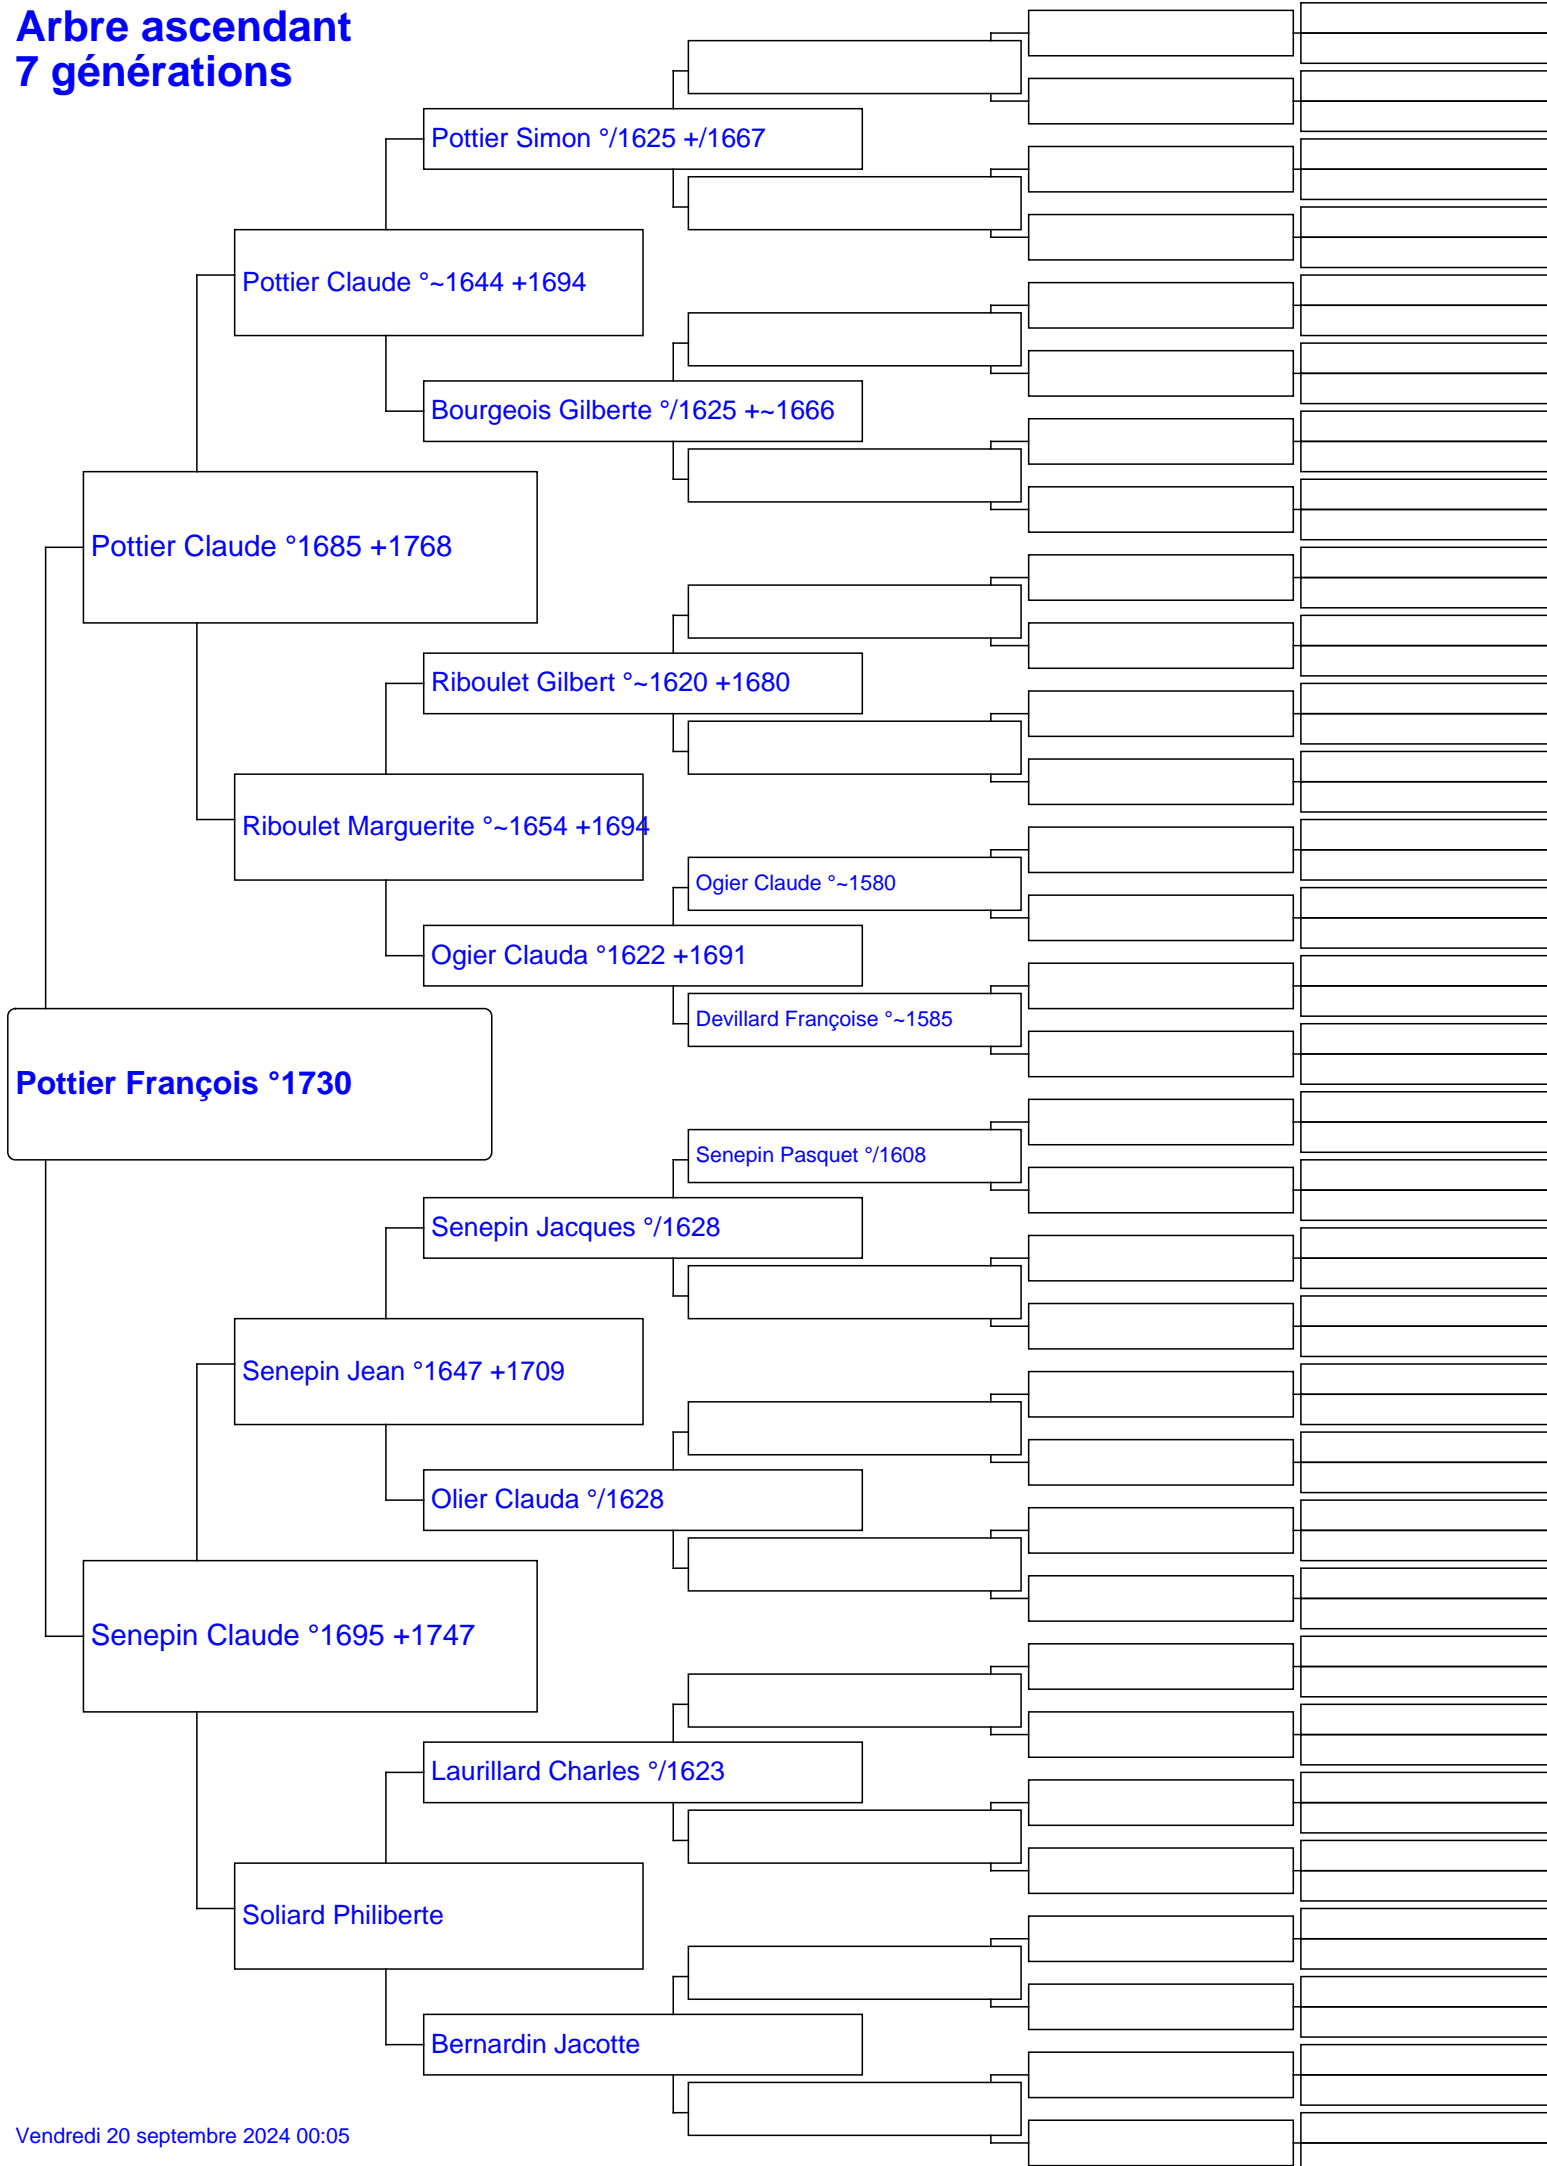 Arbre ascendant
7 générations
Pottier Simon °/1625 +/1667
Pottier Claude °~1644 +1694
Bourgeois Gilberte °/1625 +~1666
Pottier Claude °1685 +1768
Riboulet Gilbert °~1620 +1680
Riboulet Marguerite °~1654 +1694
Ogier Claude °~1580
Ogier Clauda °1622 +1691
Devillard Françoise °~1585
Pottier François °1730
Senepin Pasquet °/1608
Senepin Jacques °/1628
Senepin Jean °1647 +1709
Olier Clauda °/1628
Senepin Claude °1695 +1747
Laurillard Charles °/1623
Soliard Philiberte
Bernardin Jacotte
Vendredi 20 septembre 2024 00:05